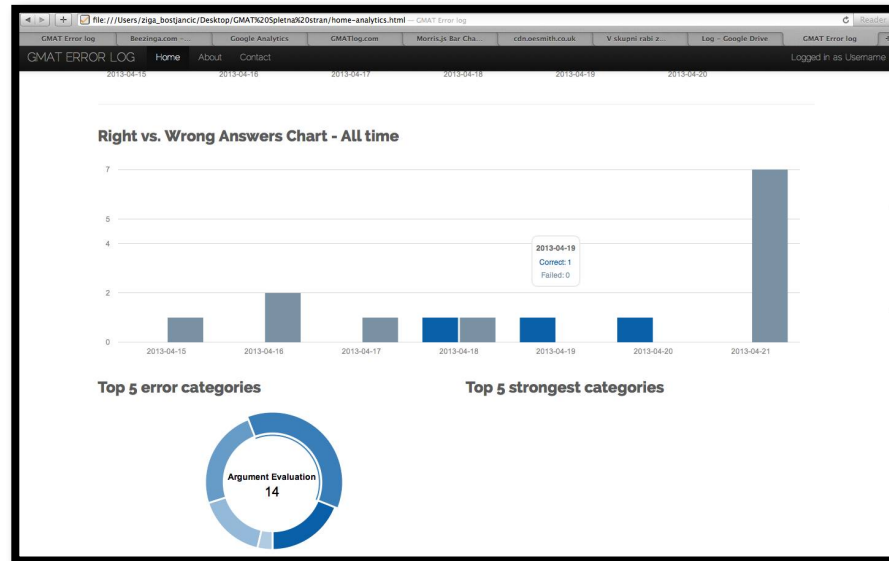 file:///Users/ziga_bostjancic/Desktop/GMAT%20Spletna%20ostran/home-analytics.html — GMAT Error log
Reader
GMAT Error log
Beezinga.com –...
Google Analytics
GMATlog.com
Morris.js Bar Cha...
cdn.oesmith.co.uk
V skupni rabi z...
Log – Google Drive
GMAT Error log
GMAT ERROR LOG
Home
About
Contact
Logged in as Username
2013-04-15
2013-04-16
2013-04-17
2013-04-18
2013-04-19
2013-04-20
Right vs. Wrong Answers Chart - All time
7
5
4
2
0
2013-04-19
Correct: 1
Failed: 0
2013-04-15
2013-04-16
2013-04-17
2013-04-18
2013-04-19
2013-04-20
2013-04-21
Top 5 error categories
Top 5 strongest categories
Argument Evaluation
14